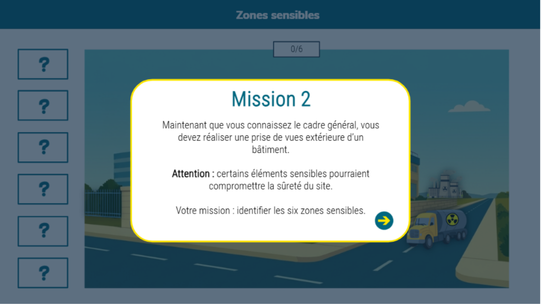 Zones sensibles
0/6
?
?
?
?
?
?
Mission 2
Maintenant que vous connaissez le cadre général, vous
devez réaliser une prise de vues extérieure d'un
bâtiment.
Attention : certains éléments sensibles pourraient
compromettre la sûreté du site.
Votre mission : identifier les six zones sensibles.